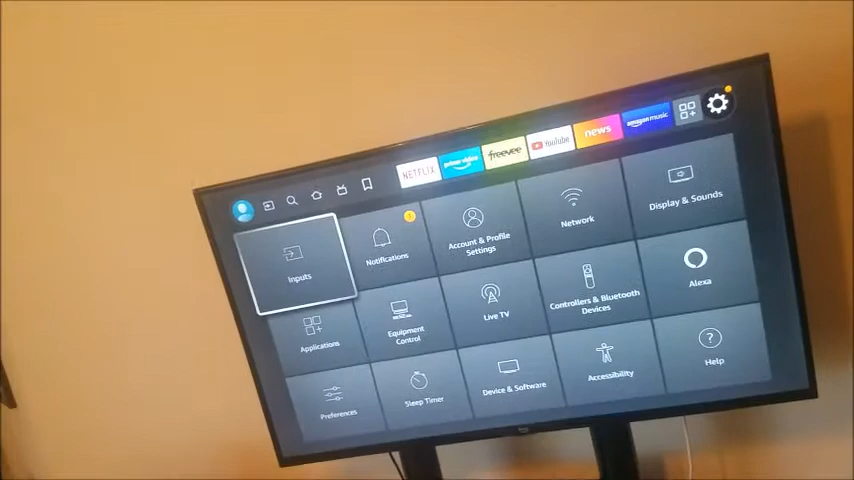 NETFLIX
prime video
freevee
YouTube
news
amazon music
Inputs
Notifications
1
Account & Profile
Settings
Network
Display & Sounds
Applications
Equipment
Control
Live TV
Controllers & Bluetooth
Devices
Alexa
Preferences
Sleep Timer
Device & Software
Accessibility
?
Help